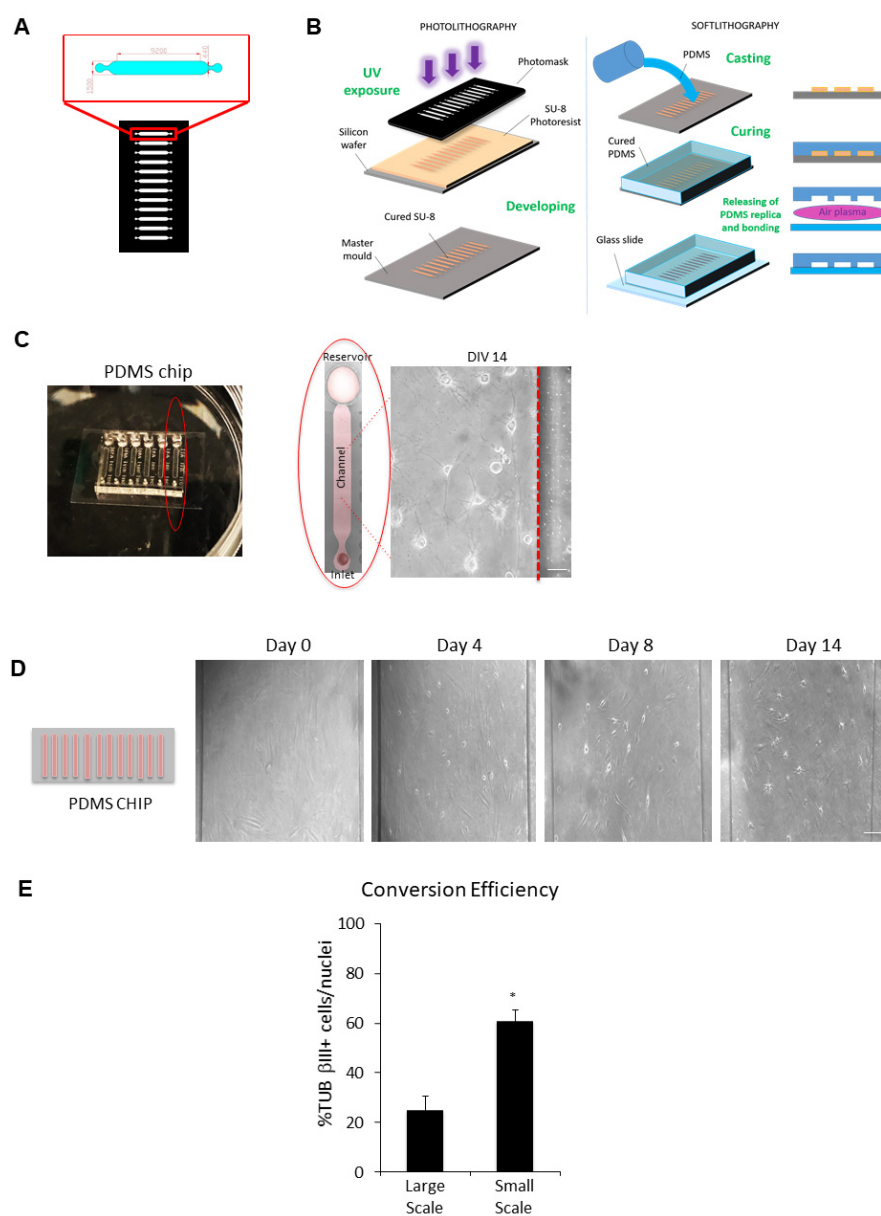 A
9200
440
1500
B
PHOTOLITHOGRAPHY
UV
exposure
Photomask
Silicon
wafer
SU-8
Photoresist
Developing
Cured SU-8
Master
mould
SOFTLITHOGRAPHY
PDMS
Casting
Cured
PDMS
Curing
Releasing of
PDMS replica
and bonding
Air plasma
Glass slide
C
PDMS chip
Reservoir
Channel
Inlet
DIV 14
D
PDMS CHIP
Day 0
Day 4
Day 8
Day 14
E
Conversion Efficiency
%TUB βIII+ cells/nuclei
100
80
60
40
20
0
*
Large
Scale
Small
Scale